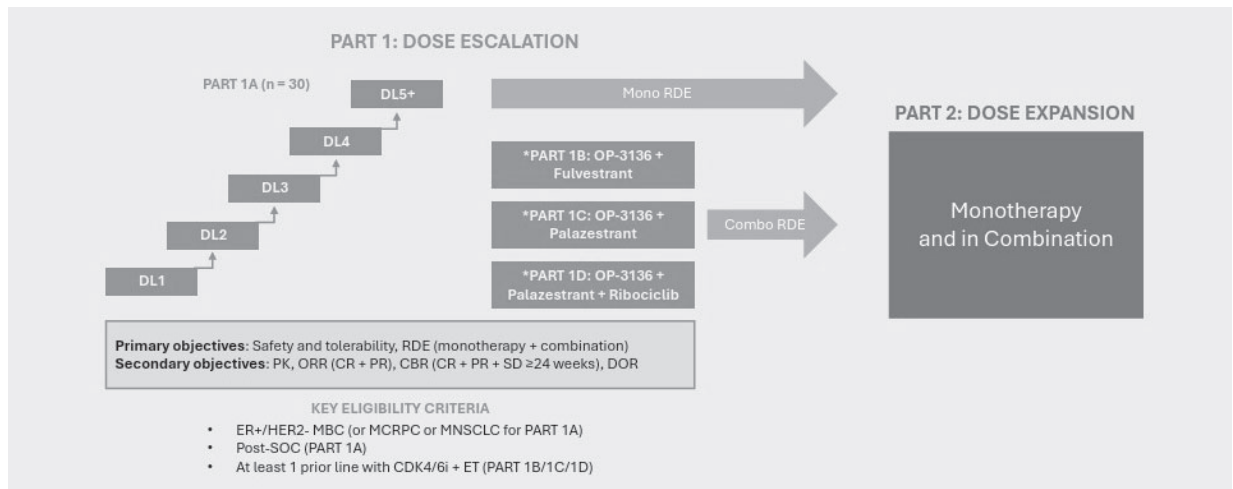 PART 1: DOSE ESCALATION
PART 1A (n = 30)
DL5+
DL4
DL3
DL2
DL1
Mono RDE
*PART 1B: OP-3136 +
Fulvestrant
*PART 1C: OP-3136 +
Palazestrant
*PART 1D: OP-3136 +
Palazestrant + Ribociclib
Combo RDE
PART 2: DOSE EXPANSION
Monotherapy
and in Combination
Primary objectives: Safety and tolerability, RDE (monotherapy + combination)
Secondary objectives: PK, ORR (CR + PR), CBR (CR + PR + SD ≥24 weeks), DOR
KEY ELIGIBILITY CRITERIA
• ER+/HER2- MBC (or MCRPC or MNSCLC for PART 1A)
• Post-SOC (PART 1A)
• At least 1 prior line with CDK4/6i + ET (PART 1B/1C/1D)